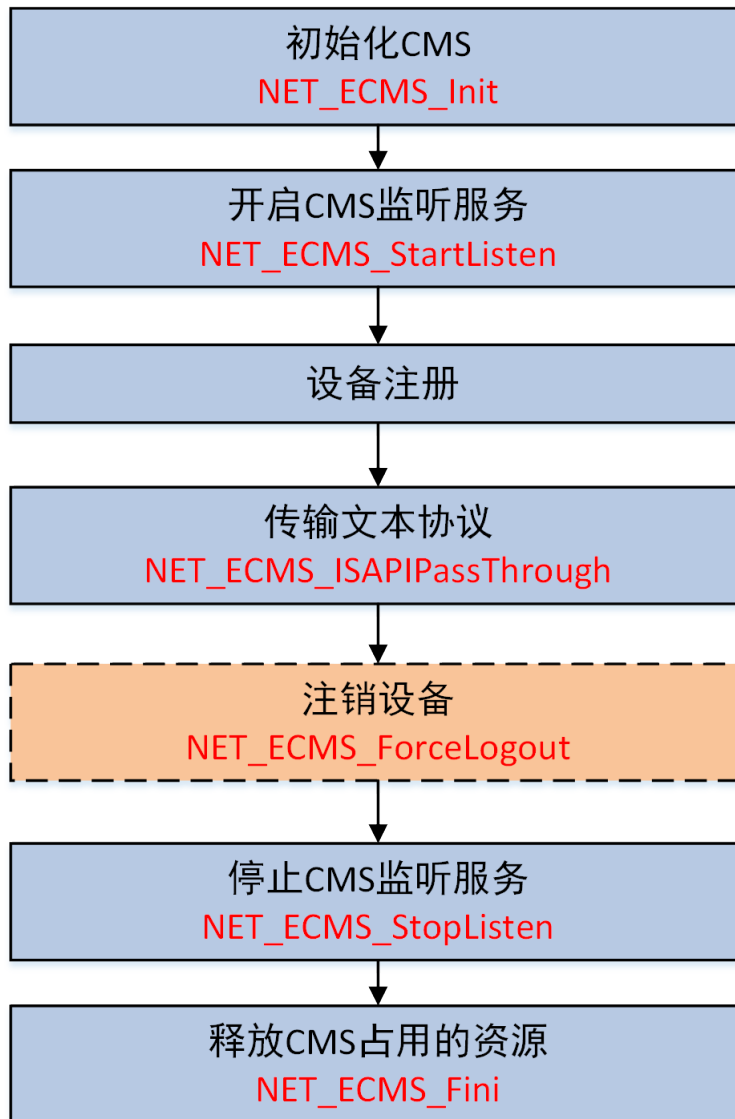 初始化CMS
NET_ECMS_Init
开启CMS监听服务
NET_ECMS_StartListen
设备注册
传输文本协议
NET_ECMS_ISAPIPassThrough
注销设备
NET_ECMS_ForceLogout
停止CMS监听服务
NET_ECMS_StopListen
释放CMS占用的资源
NET_ECMS_Fini